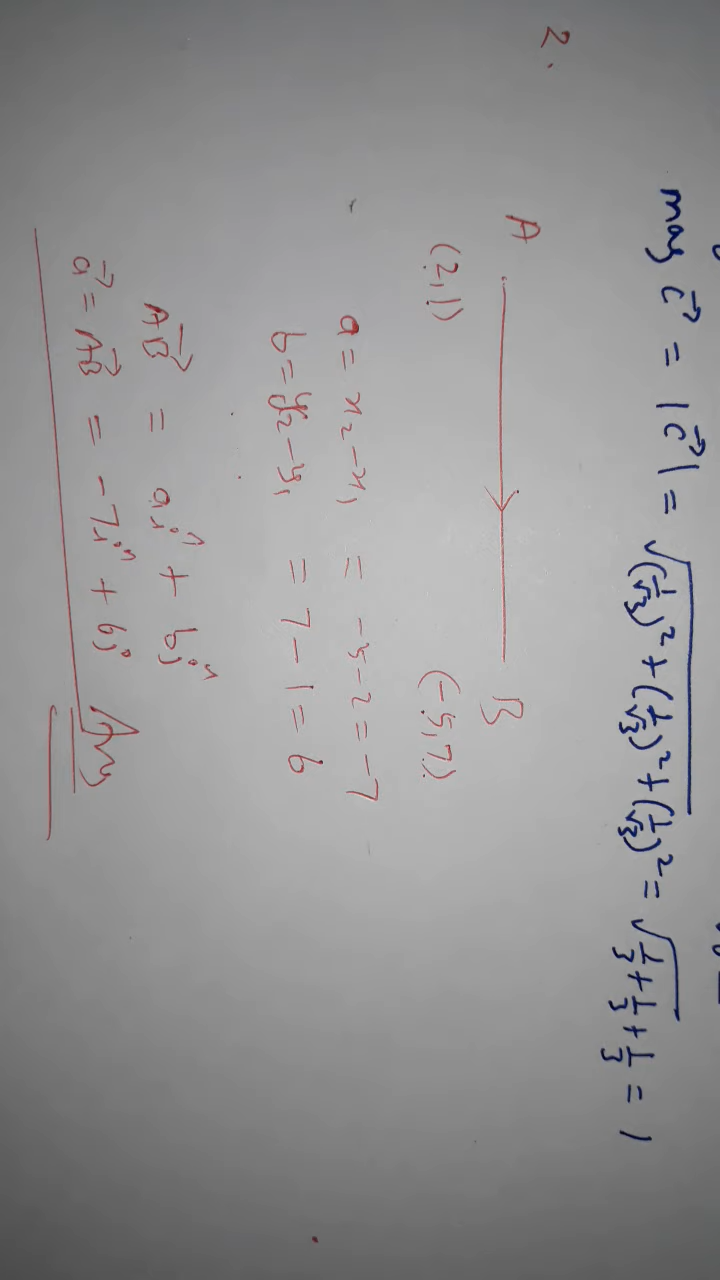 mag c⃗ = |c⃗| = √(1/√3)² + (1/√3)² + (1/√3)² = √1/3 + 1/3 + 1/3 = 1
2.
A B
(2,1) (-5,7)
a = x₂ - x₁ = -5 - 2 = -7
b = y₂ - y₁ = 7 - 1 = 6
AB⃗ = aî + bĵ
a⃗ = AB⃗ = -7î + 6j Ans